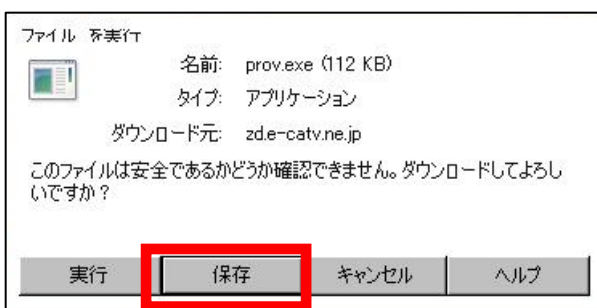 ファイル を実行
名前: prov.exe (112 KB)
タイプ: アプリケーション
ダウンロード元: zd.e-catv.ne.jp
このファイルは安全であるかどうか確認できません。ダウンロードしてよろし
いですか？
実行 保存 キャンセル ヘルプ